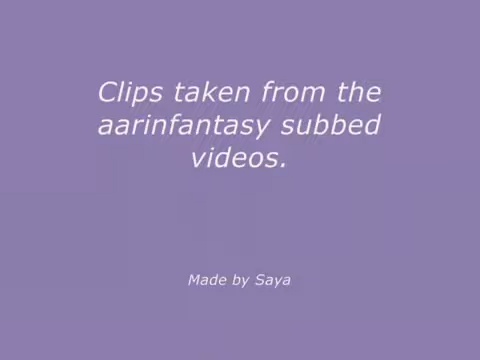 Clips taken from the
aarinfantasy subbed
videos.
Made by Saya